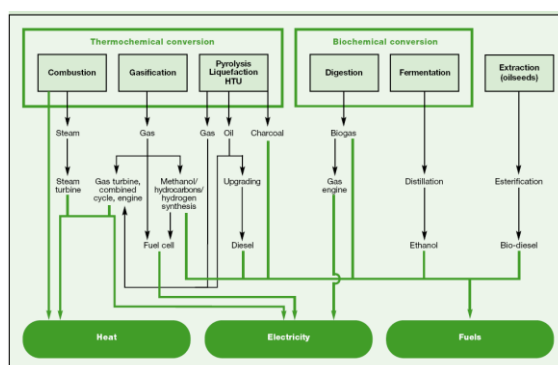 Thermochemical conversion
Biochemical conversion
Combustion
Gasification
Pyrolysis
Liquefaction
HTU
Digestion
Fermentation
Extraction
(oilseeds)
Steam
Gas
Gas
Oil
Charcoal
Biogas
Steam
turbine
Gas turbine,
combined
cycle, engine
Methanol/
hydrocarbons/
hydrogen
synthesis
Upgrading
Gas
engine
Distillation
Esterification
Fuel cell
Diesel
Ethanol
Bio-diesel
Heat
Electricity
Fuels